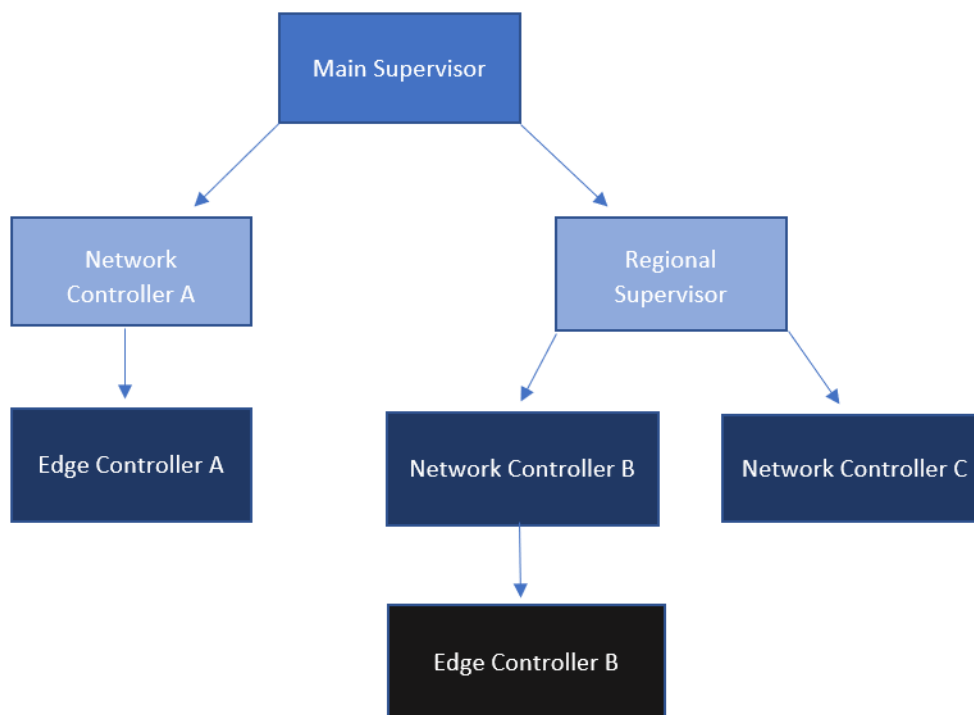 Main Supervisor
Network
Controller A
Regional
Supervisor
Edge Controller A
Network Controller B
Network Controller C
Edge Controller B